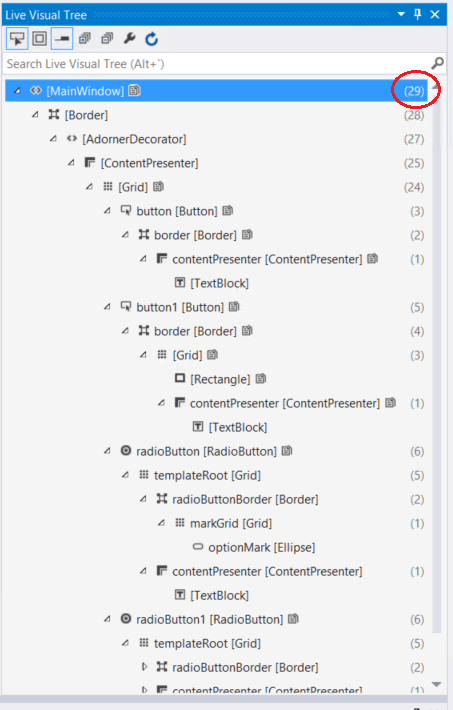 Live Visual Tree
Search Live Visual Tree (Alt+¨)
[MainWindow] (29)
[Border] (28)
[AdornerDecorator] (27)
[ContentPresenter] (25)
[Grid] (24)
button [Button] (3)
border [Border] (2)
contentPresenter [ContentPresenter] (1)
[TextBlock]
button1 [Button] (5)
border [Border] (4)
[Grid] (3)
[Rectangle]
contentPresenter [ContentPresenter] (1)
[TextBlock]
radioButton [RadioButton] (6)
templateRoot [Grid] (5)
radioButtonBorder [Border] (2)
markGrid [Grid] (1)
optionMark [Ellipse]
contentPresenter [ContentPresenter] (1)
[TextBlock]
radioButton1 [RadioButton] (6)
templateRoot [Grid] (5)
radioButtonBorder [Border] (2)
contentPresenter [ContentPresenter] (1)